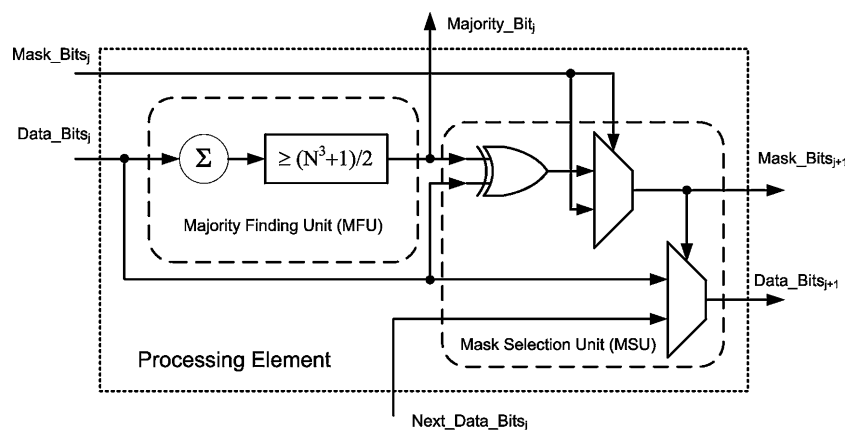 Majority_Bitj
Mask_Bitsj
Data_Bitsj
Σ
≥ (N³+1)/2
Majority Finding Unit (MFU)
Mask_Bitsj+1
Data_Bitsj+1
Mask Selection Unit (MSU)
Processing Element
Next_Data_Bitsj